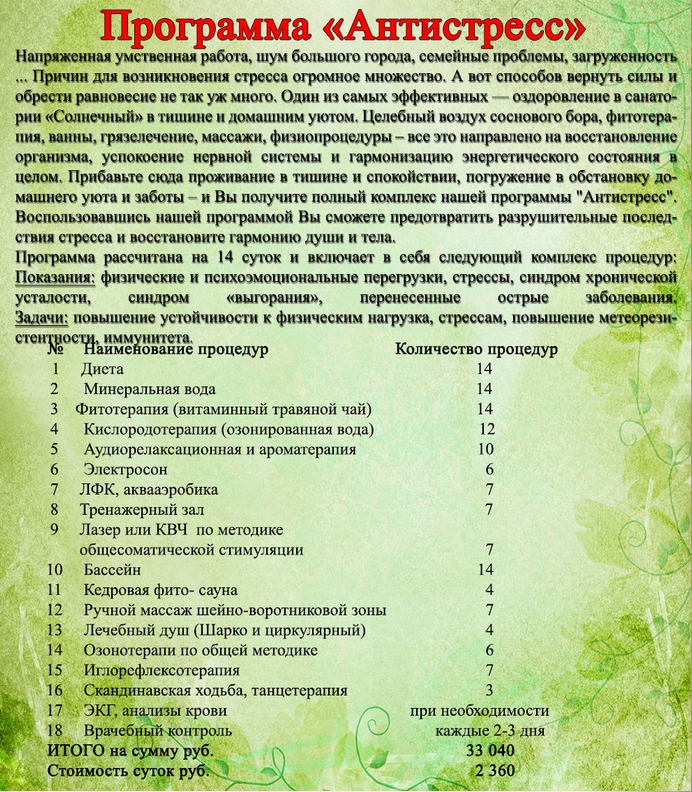 Программа «Антистресс»
Напряженная умственная работа, шум большого города, семейные проблемы, загруженность
... Причин для возникновения стресса огромное множество. А вот способов вернуть силы и
обрести равновесие не так уж много. Один из самых эффективных — оздоровление в санато-
рии «Солнечный» в тишине и домашним уютом. Целебный воздух соснового бора, фитотера-
пия, ванны, грязелечение, массажи, физиопроцедуры – все это направлено на восстановление
организма, успокоение нервной системы и гармонизацию энергетического состояния в
целом. Прибавьте сюда проживание в тишине и спокойствии, погружение в обстановку до-
машнего уюта и заботы – и Вы получите полный комплекс нашей программы "Антистресс".
Воспользовавшись нашей программой Вы сможете предотвратить разрушительные послед-
ствия стресса и восстановите гармонию души и тела.
Программа рассчитана на 14 суток и включает в себя следующий комплекс процедур:
Показания: физические и психоэмоциональные перегрузки, стрессы, синдром хронической
усталости, синдром «выгорания», перенесенные острые заболевания.
Задачи: повышение устойчивости к физическим нагрузка, стрессам, повышение метеорези-
стентности, иммунитета.
№ Наименование процедур Количество процедур
1 Диета 14
2 Минеральная вода 14
3 Фитотерапия (витаминный травяной чай) 14
4 Кислородотерапия (озонированная вода) 12
5 Аудиорелаксационная и ароматерапия 10
6 Электросон 6
7 ЛФК, аквааэробика 7
8 Тренажерный зал 7
9 Лазер или КВЧ по методике
общесоматической стимуляции 7
10 Бассейн 14
11 Кедровая фито- сауна 4
12 Ручной массаж шейно-воротниковой зоны 7
13 Лечебный душ (Шарко и циркулярный) 4
14 Озонотерапи по общей методике 6
15 Иглорефлексотерапия 7
16 Скандинавская ходьба, танцетерапия 3
17 ЭКГ, анализы крови при необходимости
18 Врачебный контроль каждые 2-3 дня
ИТОГО на сумму руб. 33 040
Стоимость суток руб. 2 360